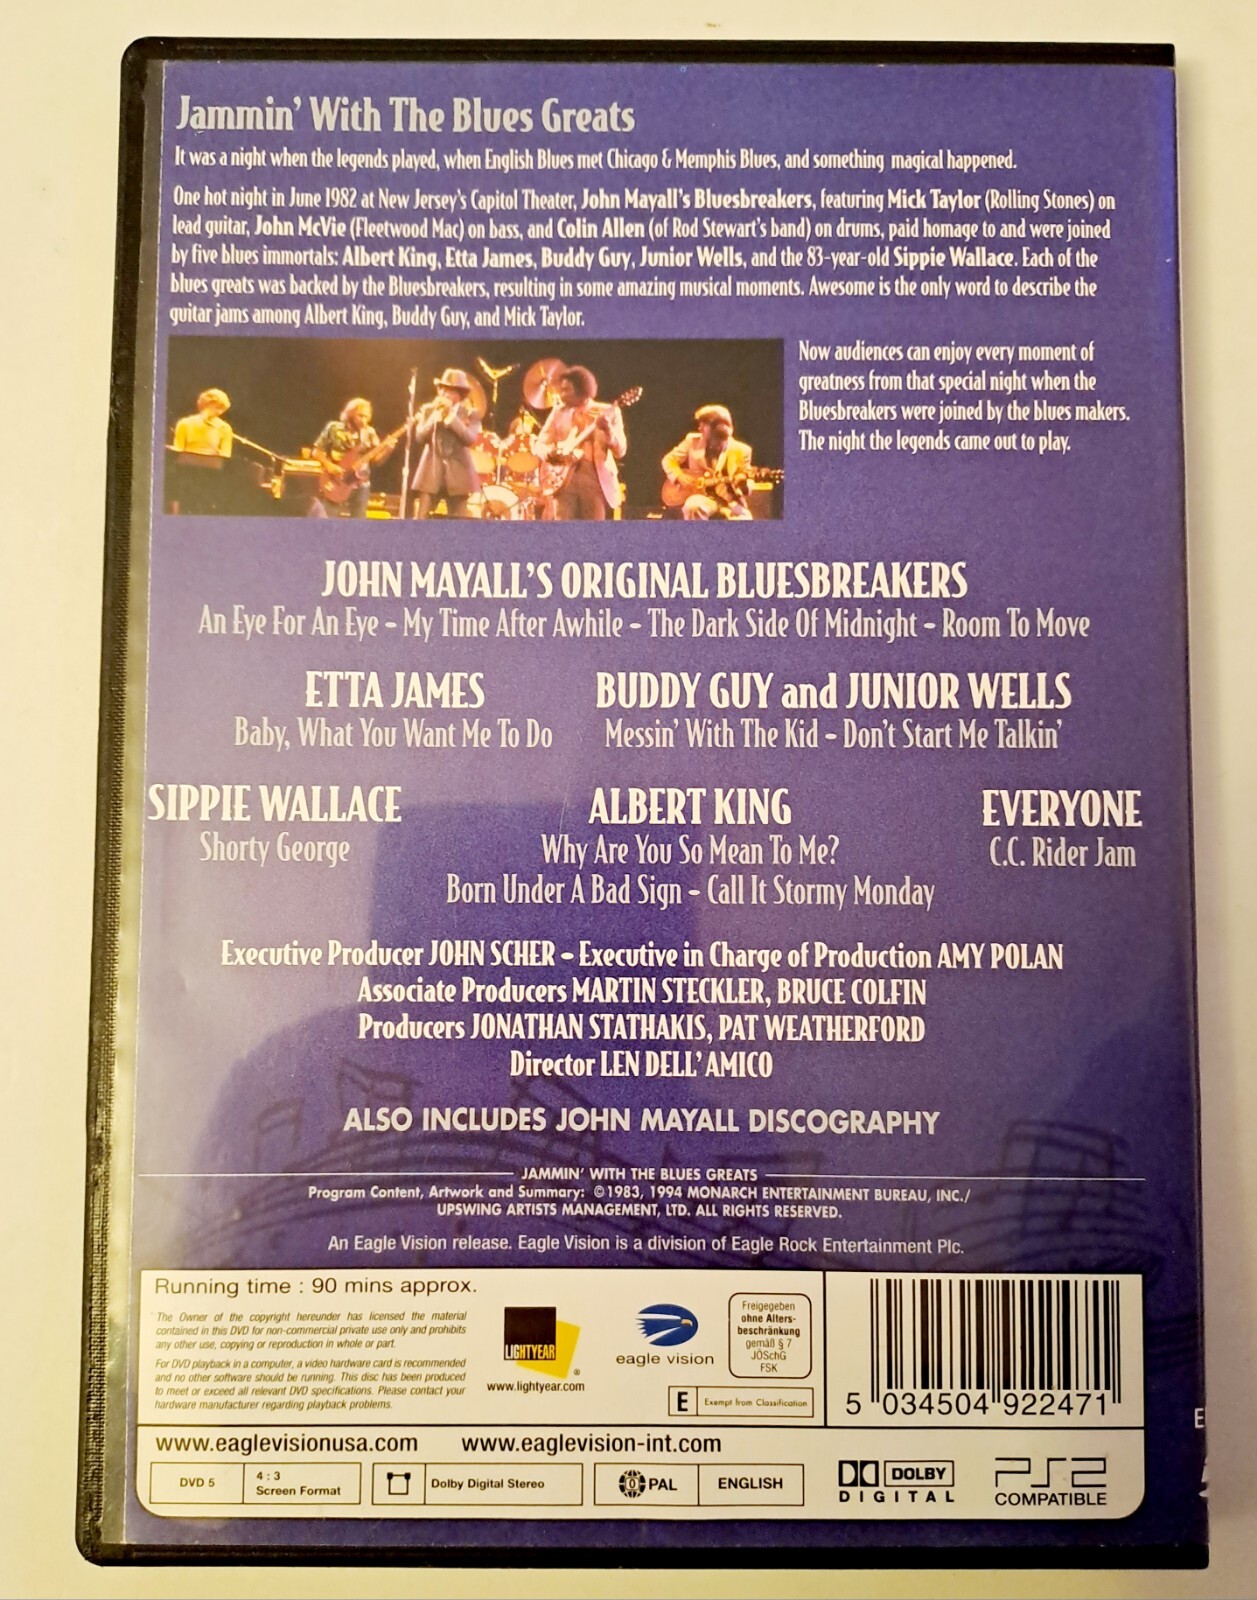 Jammin' With The Blues Greats
It was a night when the legends played, when English Blues met Chicago & Memphis Blues, and something magical happened.
One hot night in June 1982 at New Jersey's Capitol Theater, John Mayall's Bluesbreakers, featuring Mick Taylor (Rolling Stones) on
lead guitar, John McVie (Fleetwood Mac) on bass, and Colin Allen (of Rod Stewart's band) on drums, paid homage to and were joined
by five blues immortals: Albert King, Etta James, Buddy Guy, Junior Wells, and the 83-year-old Sippie Wallace. Each of the
blues greats was backed by the Bluesbreakers, resulting in some amazing musical moments. Awesome is the only word to describe the
guitar jams among Albert King, Buddy Guy, and Mick Taylor.
Now audiences can enjoy every moment of
greatness from that special night when the
Bluesbreakers were joined by the blues makers.
The night the legends came out to play.
JOHN MAYALL'S ORIGINAL BLUESBREAKERS
An Eye For An Eye - My Time After Awhile - The Dark Side Of Midnight - Room To Move
ETTA JAMES
Baby, What You Want Me To Do
BUDDY GUY and JUNIOR WELLS
Messin' With The Kid - Don't Start Me Talkin'
SIPPIE WALLACE
Shorty George
ALBERT KING
Why Are You So Mean To Me?
Born Under A Bad Sign - Call It Stormy Monday
EVERYONE
C.C. Rider Jam
Executive Producer JOHN SCHER - Executive in Charge of Production AMY POLAN
Associate Producers MARTIN STECKLER, BRUCE COLFIN
Producers JONATHAN STATHAKIS, PAT WEATHERFORD
Director LEN DELL'AMICO
ALSO INCLUDES JOHN MAYALL DISCOGRAPHY
JAMMIN' WITH THE BLUES GREATS
Program Content, Artwork and Summary: ©1983, 1994 MONARCH ENTERTAINMENT BUREAU, INC./
UPSWING ARTISTS MANAGEMENT, LTD. ALL RIGHTS RESERVED.
An Eagle Vision release. Eagle Vision is a division of Eagle Rock Entertainment Plc.
Running time : 90 mins approx.
The Owner of the copyright hereunder has licensed the material
contained in this DVD for non-commercial private use only and prohibits
any other use, copying or reproduction in whole or part.
For DVD playback in a computer, a video hardware card is recommended
and no other software should be running. This disc has been produced
to meet or exceed all relevant DVD specifications. Please contact your
hardware manufacturer regarding playback problems.
LIGHTYEAR
®
www.lightyear.com
eagle vision
Freigegeben
ohne Alters-
beschränkung
gemäß § 7
JÖSchG
FSK
E Exempt from Classification
5 034504 922471
www.eaglevisionusa.com www.eaglevision-int.com
DVD 5
4 : 3
Screen Format
Dolby Digital Stereo
0 PAL
ENGLISH
DOLBY
DIGITAL
PS2
COMPATIBLE